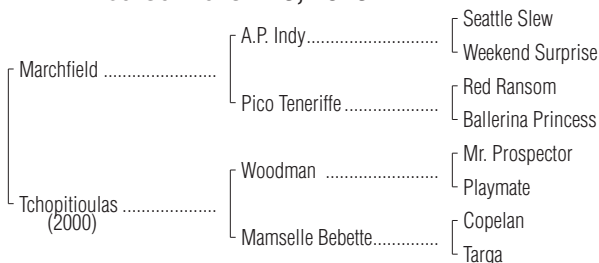 Seattle Slew
A.P. Indy
Weekend Surprise
Marchfield
Red Ransom
Pico Teneriffe
Ballerina Princess
Mr. Prospector
Woodman
Playmate
Tchopitioulas
(2000)
Copelan
Mamselle Bebette
Targa